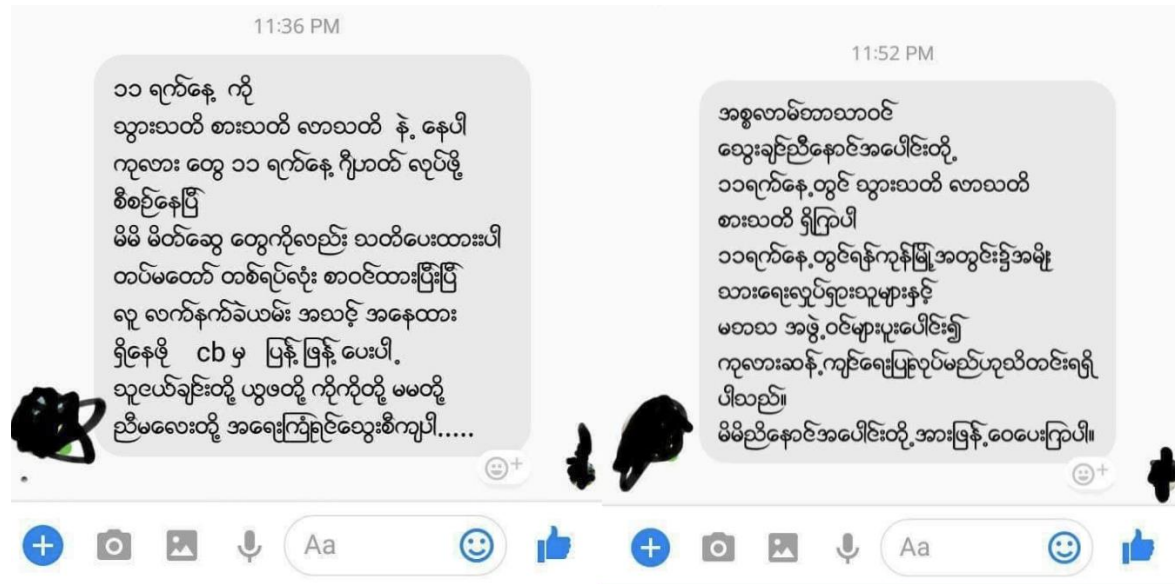 11:36 PM
၁၁ ရက်နေ့ ကို
သွားသတိ စားသတိ လာသတိ နဲ့ နေပါ
ကုလား တွေ ၁၁ ရက်နေ့ ဂျီဟတ် လုပ်ဖို့
စီစဉ်နေပြီ
မိမိ မိတ်ဆွေ တွေကိုလည်း သတိပေးထားးပါ
တပ်မတော် တစ်ရပ်လုံး စာဝင်ထားပြီးပြီ
လူ လက်နက်ခဲယမ်း အသင့် အနေထား
ရှိနေဖို cb မှ ပြန့် ဖြန့် ပေးပါ့
သူငယ်ချင်းတို့ ယွဖတို့ ကိုကိုတို့ မမတို့
ညီမလေးတို့ အရေးကြုံရင်သွေးစီကျပါ.....
Aa
11:52 PM
အစ္စလာမ်ဘာသာဝင်
သွေးချင်ညီနောင်အပေါင်းတို့
၁၁ရက်နေ့တွင် သွားသတိ လာသတိ
စားသတိ ရှိကြပါ
၁၁ရက်နေ့တွင်ရန်ကုန်မြို့အတွင်း၌အမျိုး
သားရေးလှုပ်ရှားသူများနှင့်
မဘသ အဖွဲ့ဝင်များပူးပေါင်း၍
ကုလားဆန့်ကျင်ရေးပြုလုပ်မည်ဟုသိတင်းရရှိ
ပါသည်။
မိမိညိနောင်အပေါင်းတို့အားဖြန့်ဝေပေးကြပါ။
Aa